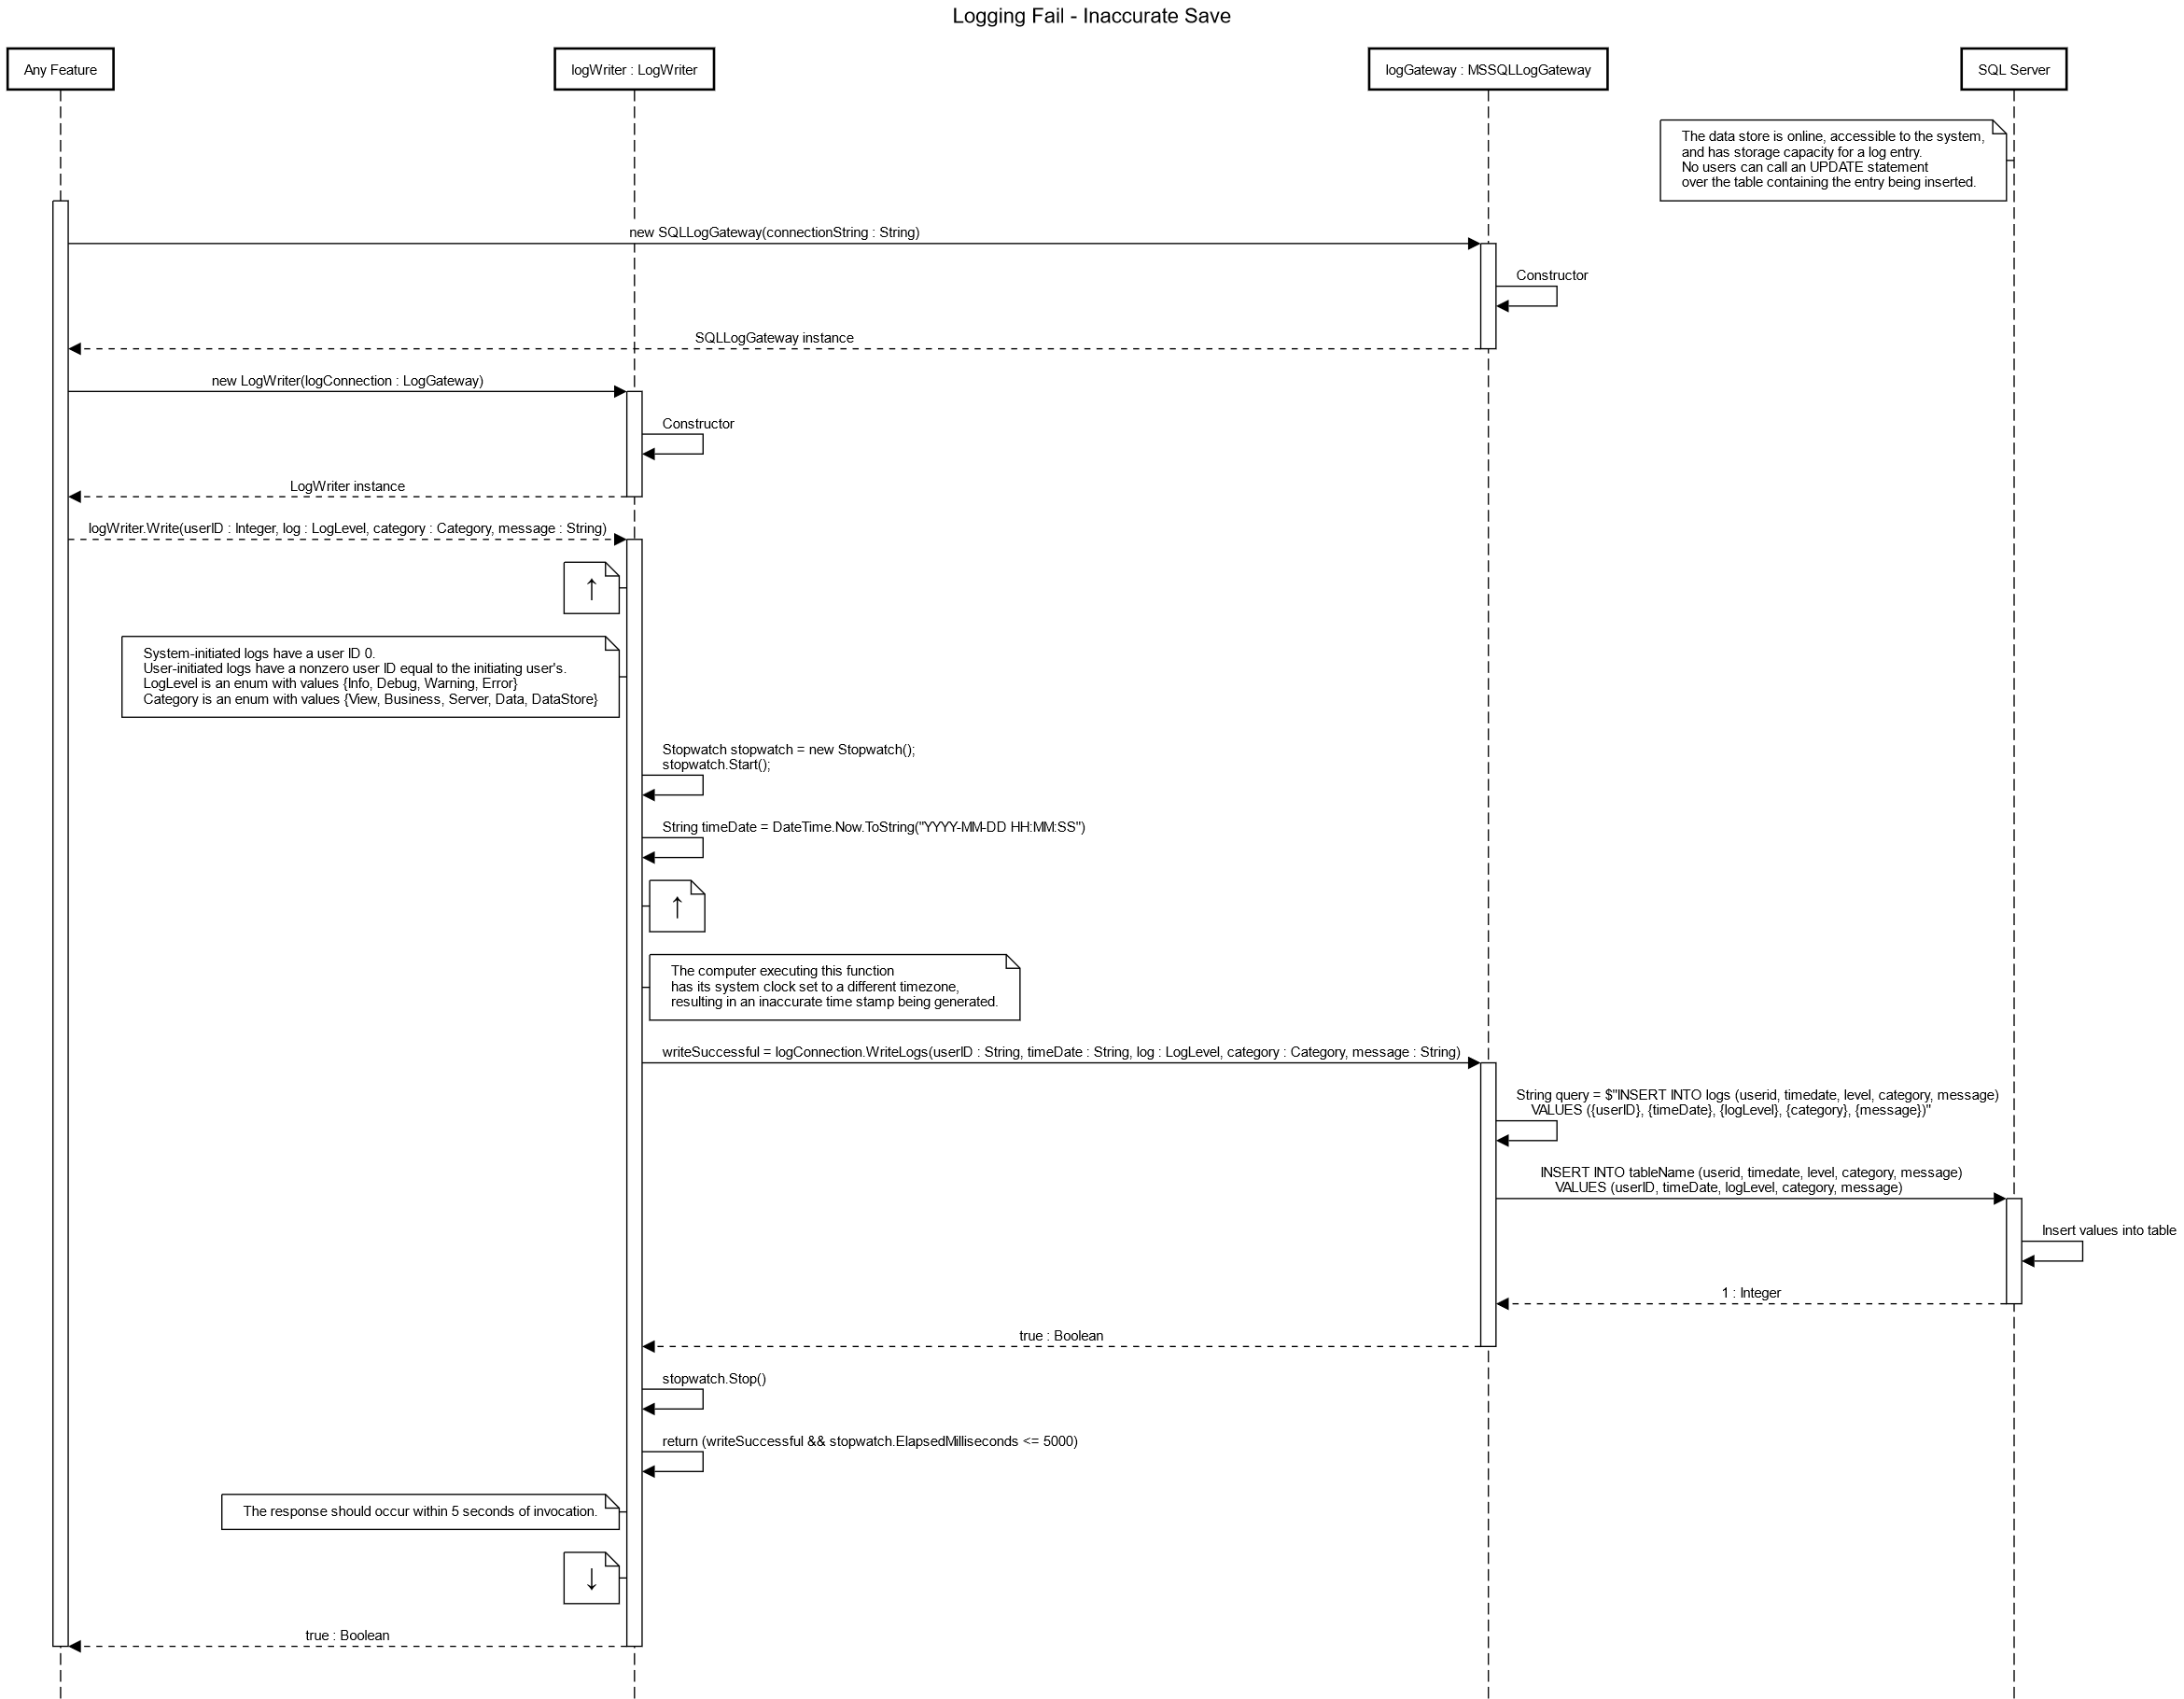 Logging Fail - Inaccurate Save
Any Feature
logWriter : LogWriter
logGateway : MSSQLLogGateway
SQL Server
The data store is online, accessible to the system,
and has storage capacity for a log entry.
No users can call an UPDATE statement
over the table containing the entry being inserted.
new SQLLogGateway(connectionString : String)
Constructor
SQLLogGateway instance
new LogWriter(logConnection : LogGateway)
Constructor
LogWriter instance
logWriter.Write(userID : Integer, log : LogLevel, category : Category, message : String)
↑
System-initiated logs have a user ID 0.
User-initiated logs have a nonzero user ID equal to the initiating user's.
LogLevel is an enum with values {Info, Debug, Warning, Error}
Category is an enum with values {View, Business, Server, Data, DataStore}
Stopwatch stopwatch = new Stopwatch();
stopwatch.Start();
String timeDate = DateTime.Now.ToString("YYYY-MM-DD HH:MM:SS")
↑
The computer executing this function
has its system clock set to a different timezone,
resulting in an inaccurate time stamp being generated.
writeSuccessful = logConnection.WriteLogs(userID : String, timeDate : String, log : LogLevel, category : Category, message : String)
String query = $"INSERT INTO logs (userid, timedate, level, category, message)
VALUES ({userID}, {timeDate}, {logLevel}, {category}, {message})"
INSERT INTO tableName (userid, timedate, level, category, message)
VALUES (userID, timeDate, logLevel, category, message)
Insert values into table
1 : Integer
true : Boolean
stopwatch.Stop()
return (writeSuccessful && stopwatch.ElapsedMilliseconds <= 5000)
The response should occur within 5 seconds of invocation.
↓
true : Boolean